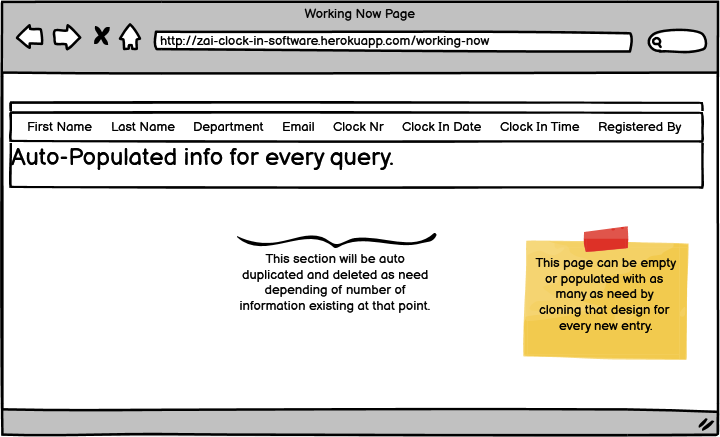 Working Now Page
http://zai-clock-in-software.herokuapp.com/working-now
First Name Last Name Department Email Clock Nr Clock In Date Clock In Time Registered By
Auto-Populated info for every query.
This section will be auto
duplicated and deleted as need
depending of number of
information existing at that point.
This page can be empty
or populated with as
many as need by
cloning that design for
every new entry.